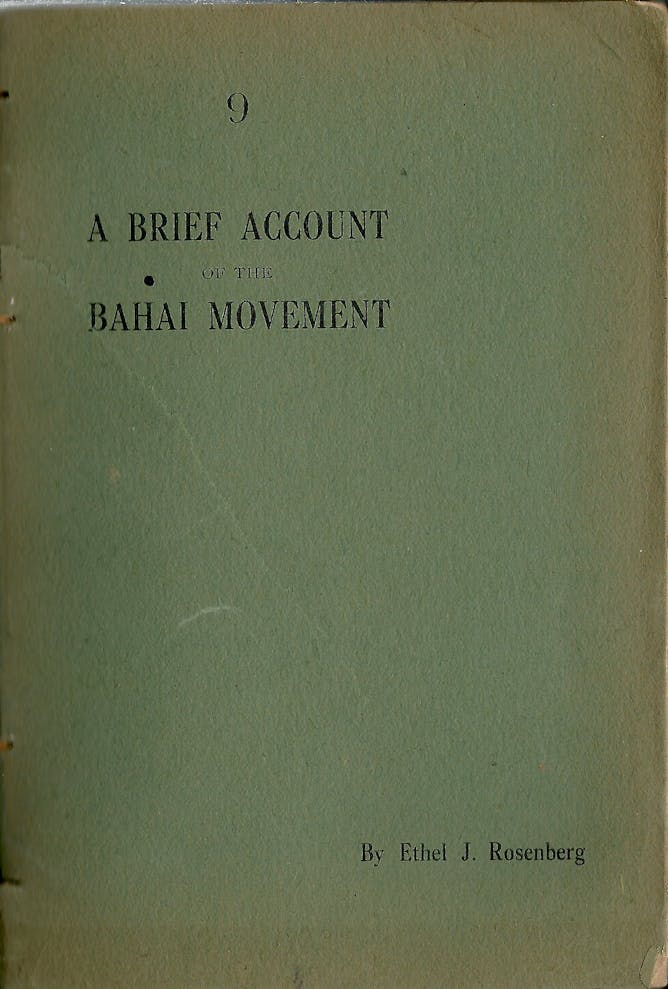 9
A BRIEF ACCOUNT
OF THE
BAHAI MOVEMENT
By Ethel J. Rosenberg